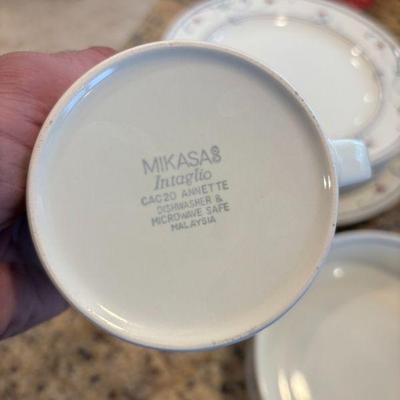 MIKASA®
Intaglio
CAC20 ANNETTE
DISHWASHER &
MICROWAVE SAFE
MALAYSIA